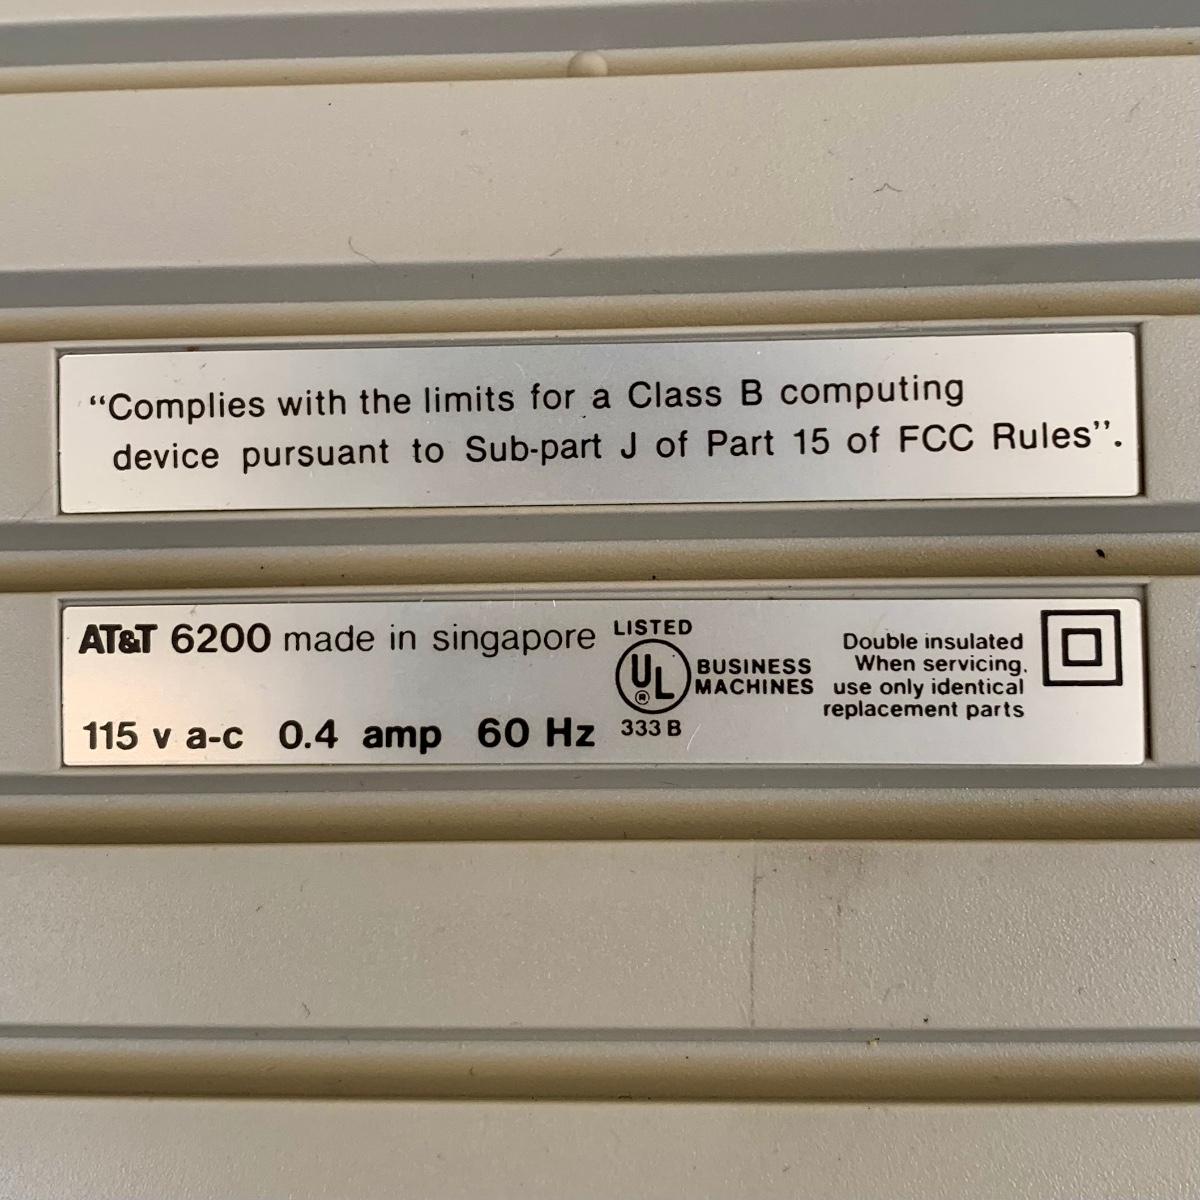 “Complies with the limits for a Class B computing
device pursuant to Sub-part J of Part 15 of FCC Rules”.
AT&T 6200 made in singapore
115 v a-c 0.4 amp 60 Hz
LISTED
UL
®
BUSINESS
MACHINES
333 B
Double insulated
When servicing.
use only identical
replacement parts